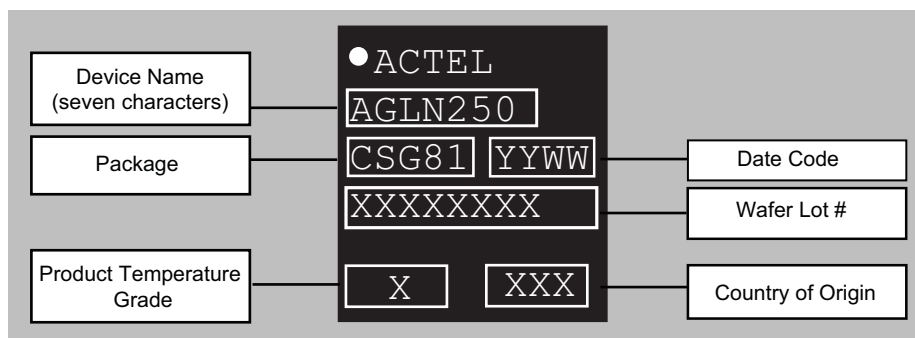 ACTEL
Device Name
(seven characters)
AGLN250
Package
CSG81 YYWW
Date Code
XXXXXXXX
Wafer Lot #
Product Temperature
Grade
X XXX
Country of Origin